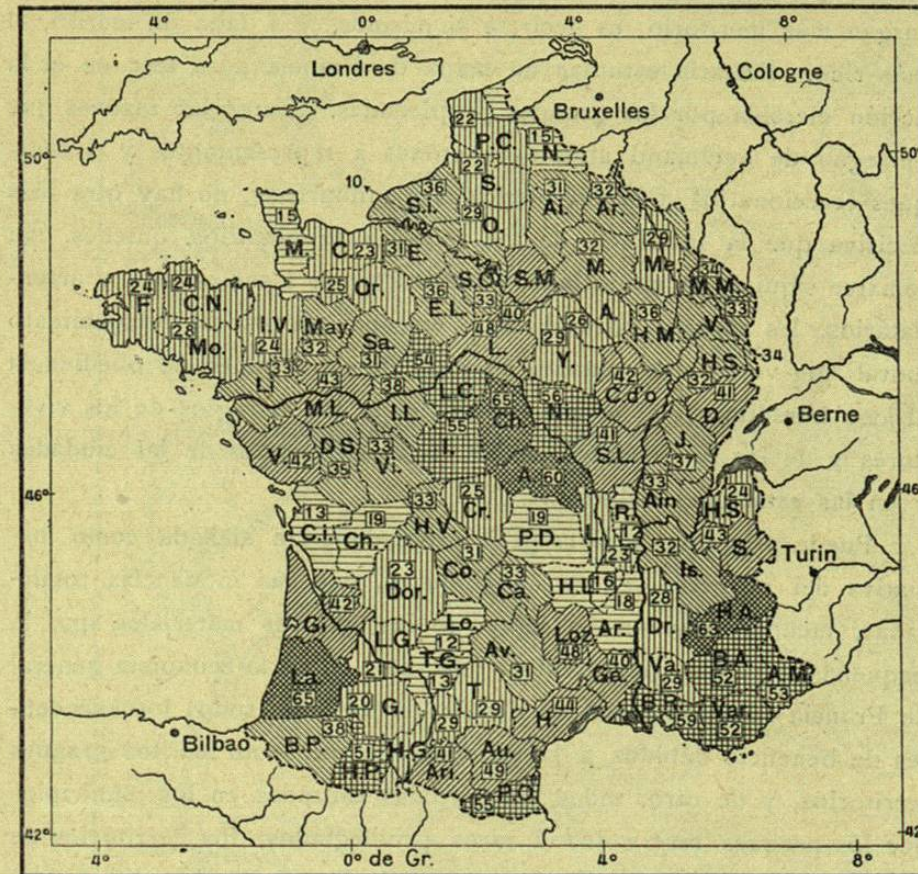 4° 0° 4° 8°
Londres
Cologne
Bruxelles
50° 50°
22 P.C. 15 N.
10 36 S.i. 22 S. 29 O. 31 Ai. 32 Ar.
15 M. C. 23 31 E. 32 M. 29 Me.
25 Or. 36 E.L. S.O. 33 S.M. 34 M.M.
24 F. 24 C.N. 28 Mo. I.V. 24 May. 32 Sa. 31 48 L. 40 29 Y. 26 A. 36 H.M. V. 33
33 Li. 43 38 54 42 Cdo H.S. 34
M.L. I.L. L.C. 65 Ch. 56 Ni. 32 41 D.
Berne
V. 42 D.S. 35 33 Vi. 55 I. 41 S.L. J. 37
46° A. 60 33 Ain 46°
13 C.i. 19 Ch. 33 H.V. 25 Cr. 19 P.D. L. R. 12 24 H.S.
43 S.
Turin
31 Co. 23 32 Is.
23 Dor. 33 Ca. H.L. 16 18 28 H.A. 63
42 Gi. Lo. 12 Loz. 48 Ar. Dr. B.A. 52
L.G. 21 T.G. 13 Av. 31 Ga. 40 Va. 29 A.M. 53
La. 65 20 G. T. 29 29 H. 44 B.R. 59 Var. 52
Bilbao
38 B.P. 51 H.P. H.G. 41 Ari. Au. 49
55 P.O.
42° 42°
4° 0° de Gr. 4° 8°